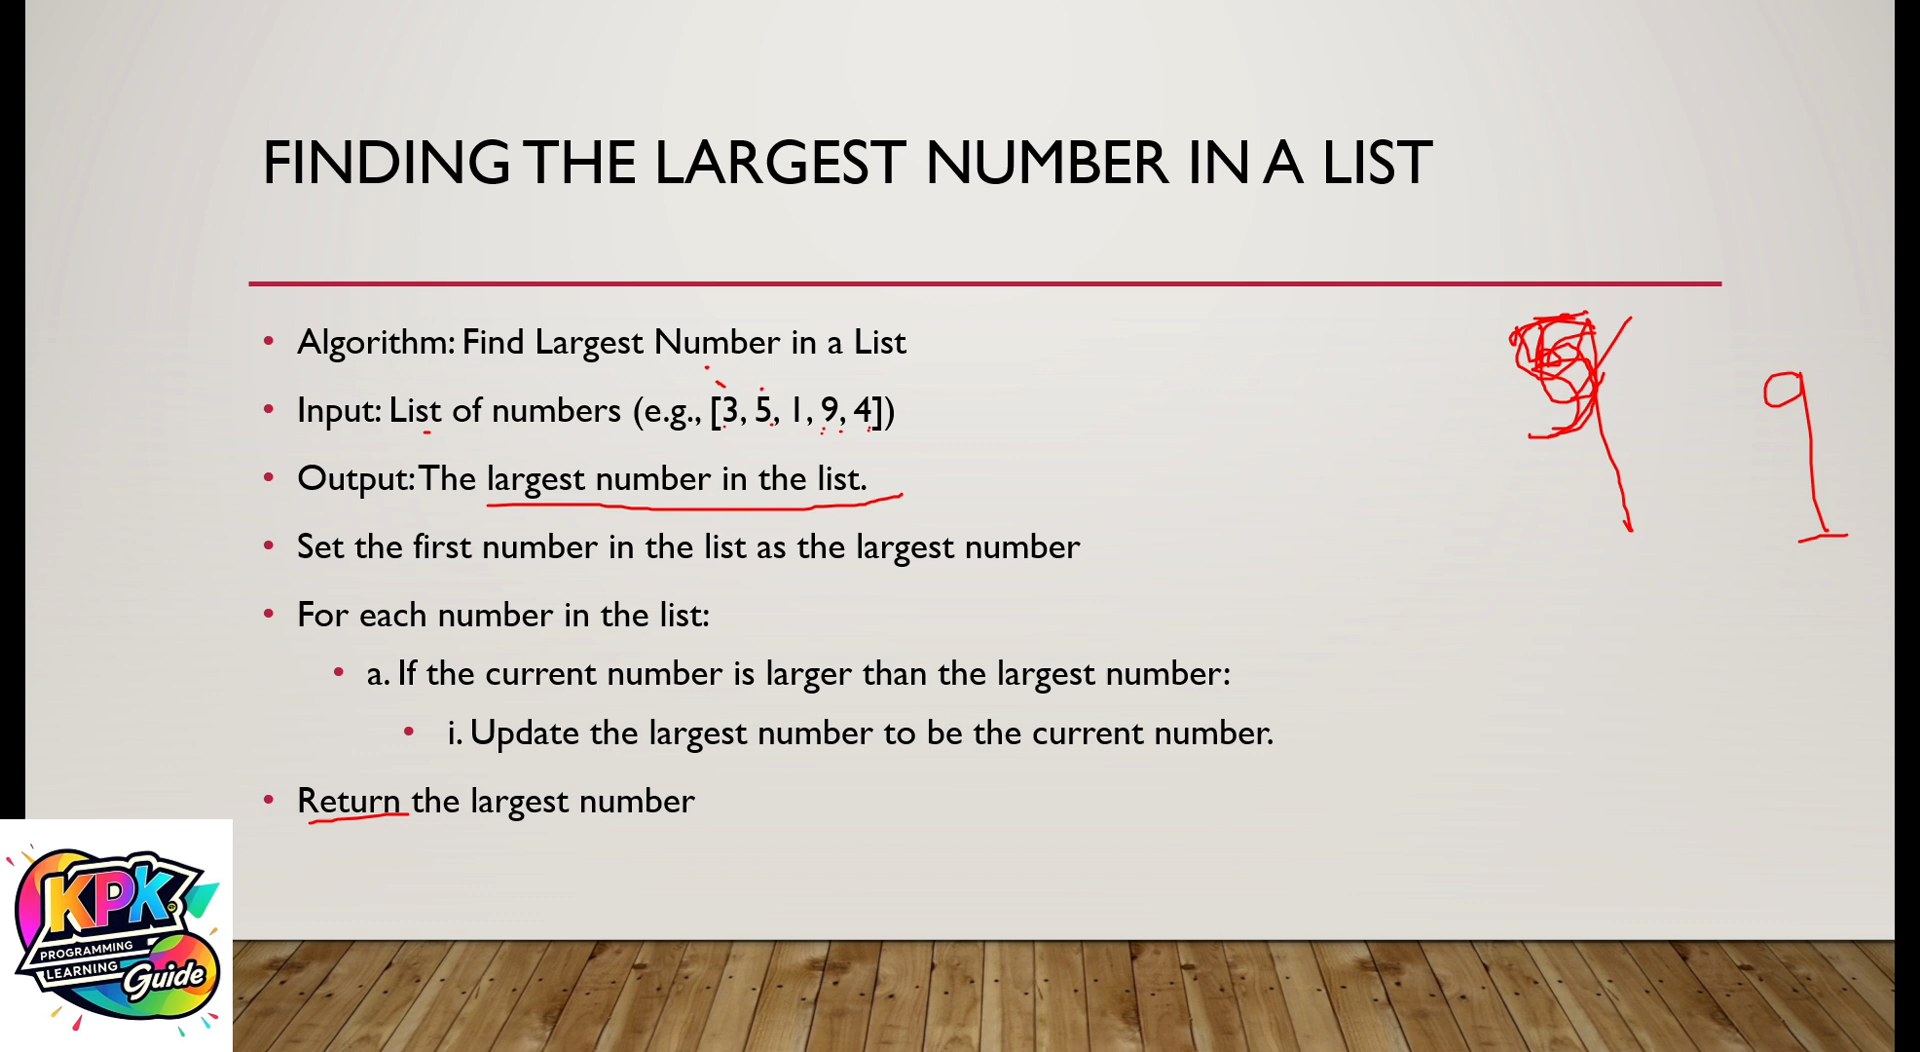 FINDING THE LARGEST NUMBER IN A LIST
• Algorithm: Find Largest Number in a List
• Input: List of numbers (e.g., [3, 5, 1, 9, 4])
• Output: The largest number in the list.
• Set the first number in the list as the largest number
• For each number in the list:
• a. If the current number is larger than the largest number:
• i. Update the largest number to be the current number.
• Return the largest number
9
KPK
PROGRAMMING
LEARNING
Guide